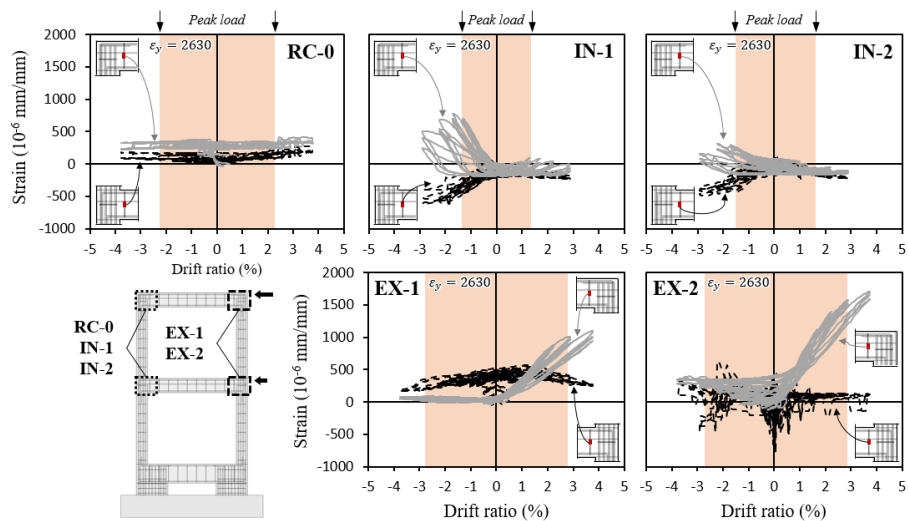 Peak load
Peak load
Peak load
Strain (10⁻⁶ mm/mm)
2000
1500
1000
500
0
-500
-1000
εy = 2630
RC-0
εy = 2630
IN-1
εy = 2630
IN-2
-5 -4 -3 -2 -1 0 1 2 3 4 5
-5 -4 -3 -2 -1 0 1 2 3 4 5
-5 -4 -3 -2 -1 0 1 2 3 4 5
Drift ratio (%)
RC-0
IN-1
IN-2
EX-1
EX-2
Strain (10⁻⁶ mm/mm)
2000
1500
1000
500
0
500
-1000
EX-1
εy = 2630
EX-2
εy = 2630
-5 -4 -3 -2 -1 0 1 2 3 4 5
-5 -4 -3 -2 -1 0 1 2 3 4 5
Drift ratio (%)
Drift ratio (%)